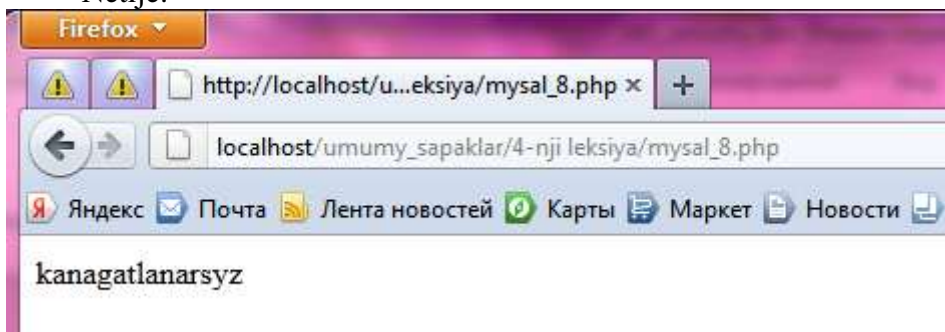 Netije:
Firefox
http://localhost/u...eksiya/mysal_8.php
localhost/umumy_sapaklar/4-nji leksiya/mysal_8.php
Яндекс Почта Лента новостей Карты Маркет Новости
kanagatlanarsyz